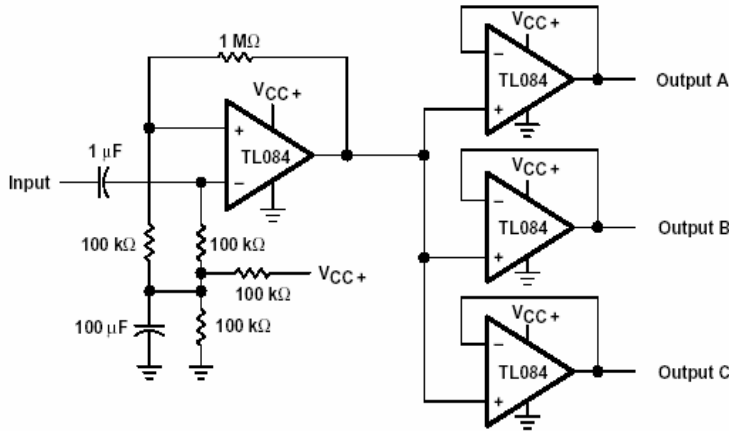 1 MΩ
VCC+
+
TL084
−
1 µF
Input
100 kΩ
100 kΩ
VCC+
100 kΩ
100 µF
100 kΩ
VCC+
−
TL084
+
Output A
VCC+
−
TL084
+
Output B
VCC+
−
TL084
+
Output C